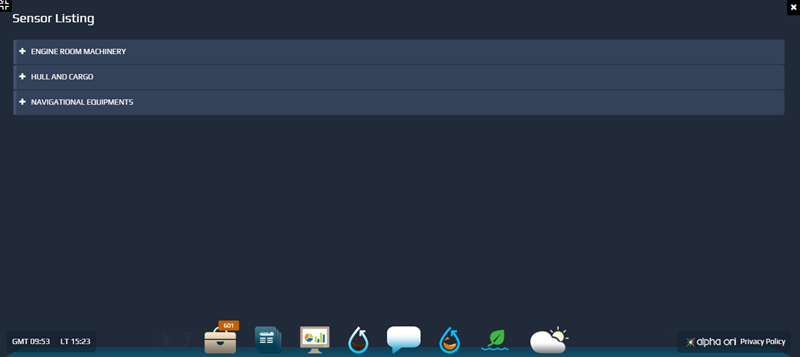 Sensor Listing
ENGINE ROOM MACHINERY
HULL AND CARGO
NAVIGATIONAL EQUIPMENTS
601
GMT 09:53 LT 15:23
alpha ori Privacy Policy